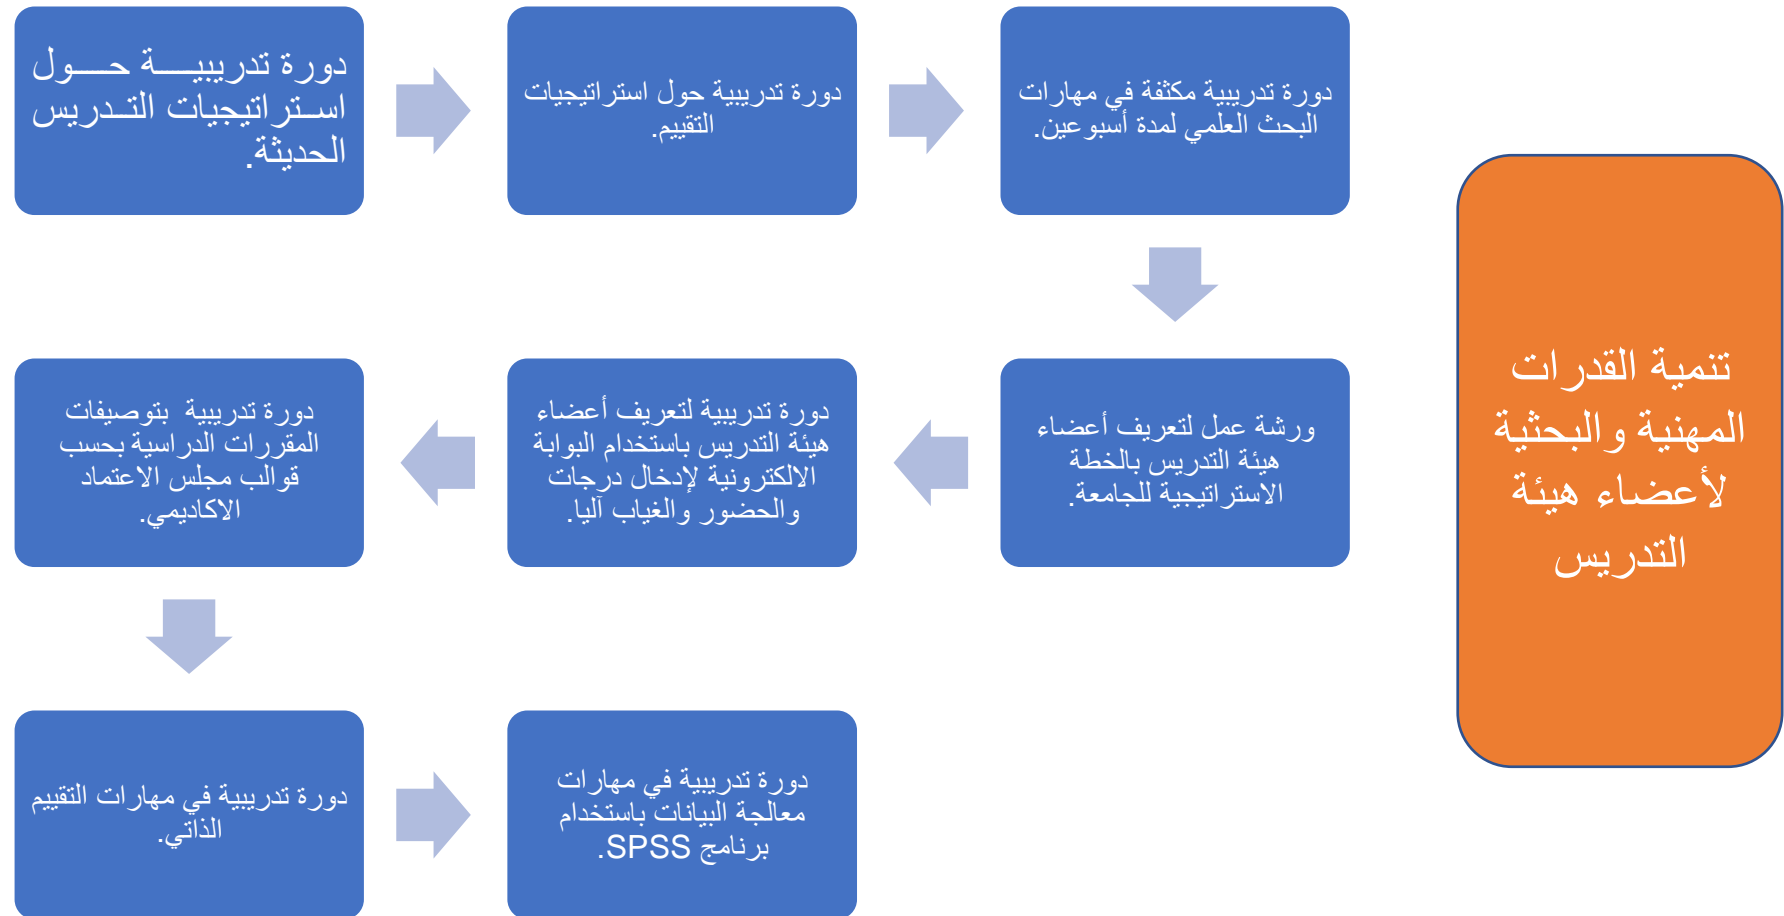 دورة تدريبية حول
استراتيجيات التدريس
الحديثة.
دورة تدريبية حول استراتيجيات
التقييم.
دورة تدريبية مكثفة في مهارات
البحث العلمي لمدة أسبوعين.
ورشة عمل لتعريف أعضاء
هيئة التدريس بالخطة
الاستراتيجية للجامعة.
دورة تدريبية لتعريف أعضاء
هيئة التدريس باستخدام البوابة
الالكترونية لإدخال درجات
والحضور والغياب آليا.
دورة تدريبية بتوصيفات
المقررات الدراسية بحسب
قوالب مجلس الاعتماد
الاكاديمي.
دورة تدريبية في مهارات التقييم
الذاتي.
دورة تدريبية في مهارات
معالجة البيانات باستخدام
برنامج SPSS.
تنمية القدرات
المهنية والبحثية
لأعضاء هيئة
التدريس